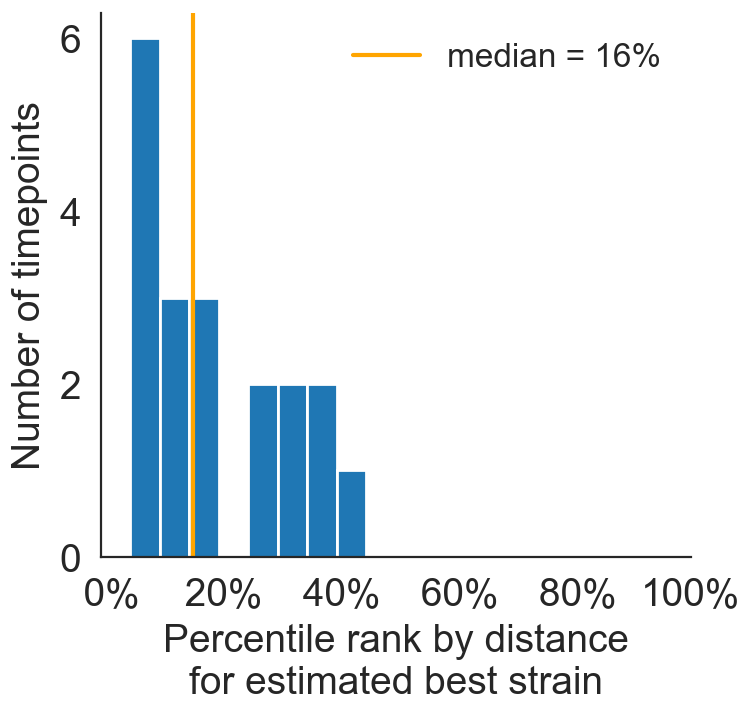 median = 16%
Number of timepoints
6
4
2
0
0% 20% 40% 60% 80% 100%
Percentile rank by distance
for estimated best strain